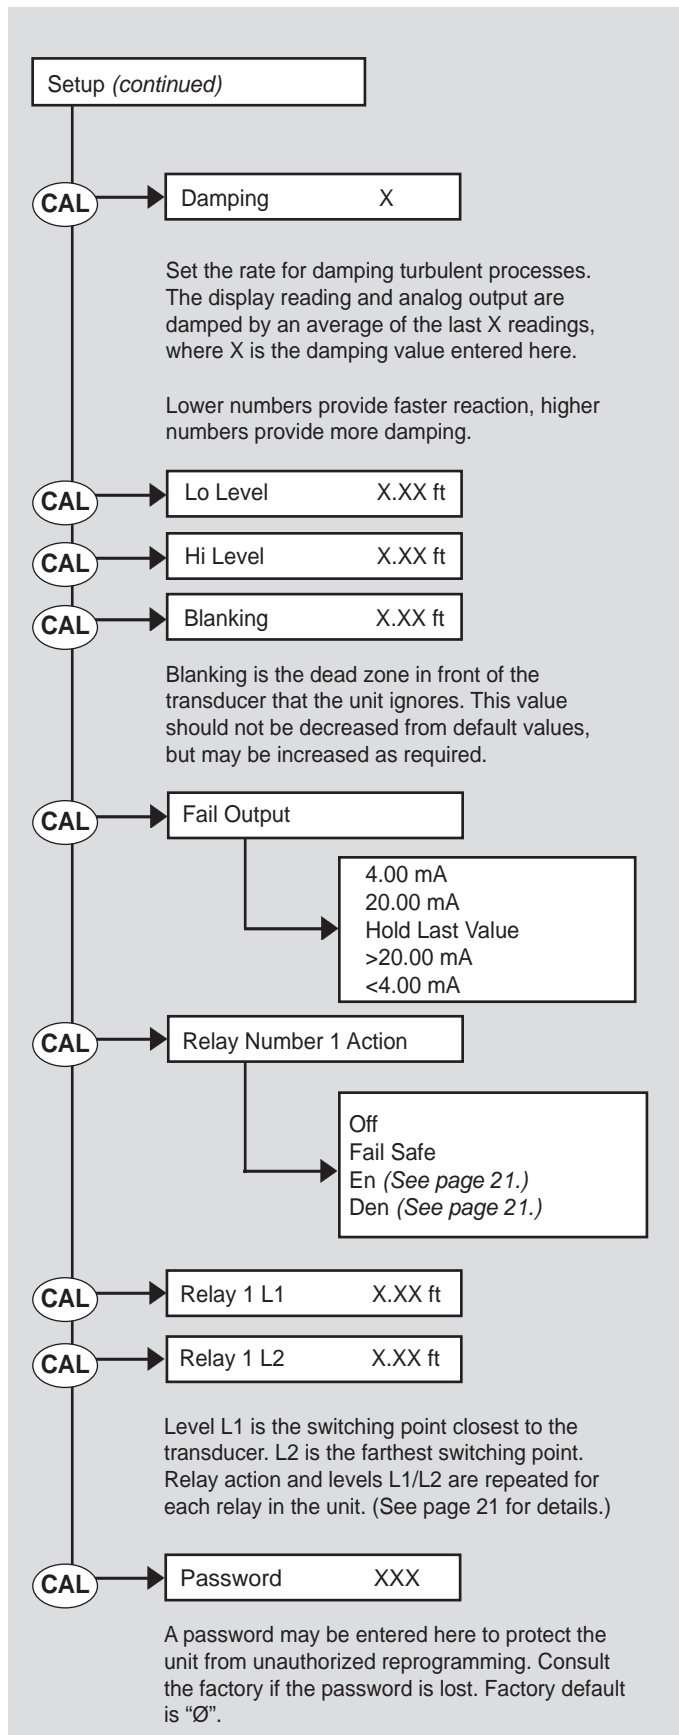 Setup (continued)
CAL
Damping X
Set the rate for damping turbulent processes.
The display reading and analog output are
damped by an average of the last X readings,
where X is the damping value entered here.
Lower numbers provide faster reaction, higher
numbers provide more damping.
CAL
Lo Level X.XX ft
CAL
Hi Level X.XX ft
CAL
Blanking X.XX ft
Blanking is the dead zone in front of the
transducer that the unit ignores. This value
should not be decreased from default values,
but may be increased as required.
CAL
Fail Output
4.00 mA
20.00 mA
Hold Last Value
>20.00 mA
<4.00 mA
CAL
Relay Number 1 Action
Off
Fail Safe
En (See page 21.)
Den (See page 21.)
CAL
Relay 1 L1 X.XX ft
CAL
Relay 1 L2 X.XX ft
Level L1 is the switching point closest to the
transducer. L2 is the farthest switching point.
Relay action and levels L1/L2 are repeated for
each relay in the unit. (See page 21 for details.)
CAL
Password XXX
A password may be entered here to protect the
unit from unauthorized reprogramming. Consult
the factory if the password is lost. Factory default
is “Ø”.